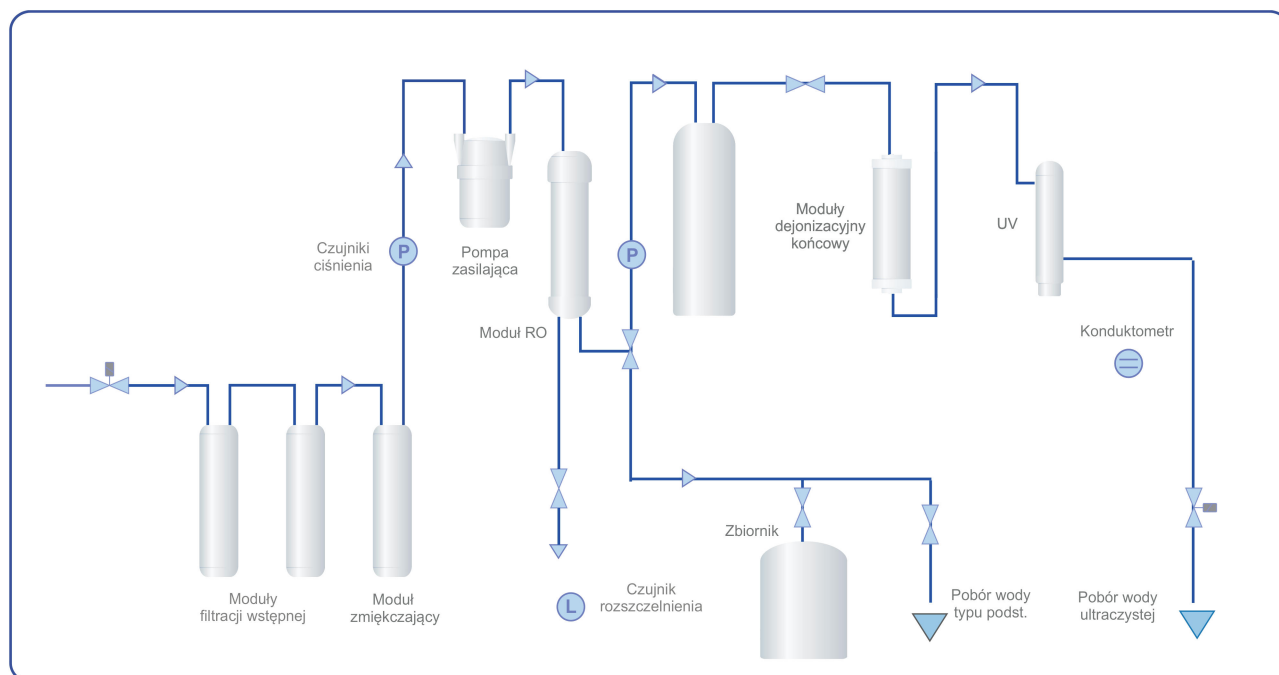 Czujniki
ciśnienia
P
Pompa
zasilająca
Moduł RO
P
Moduły
dejonizacyjny
końcowy
UV
Konduktometr
Moduły
filtracji wstępnej
Moduł
zmiękczający
L
Czujnik
rozszczelnienia
Zbiornik
Pobór wody
typu podst.
Pobór wody
ultraczystej